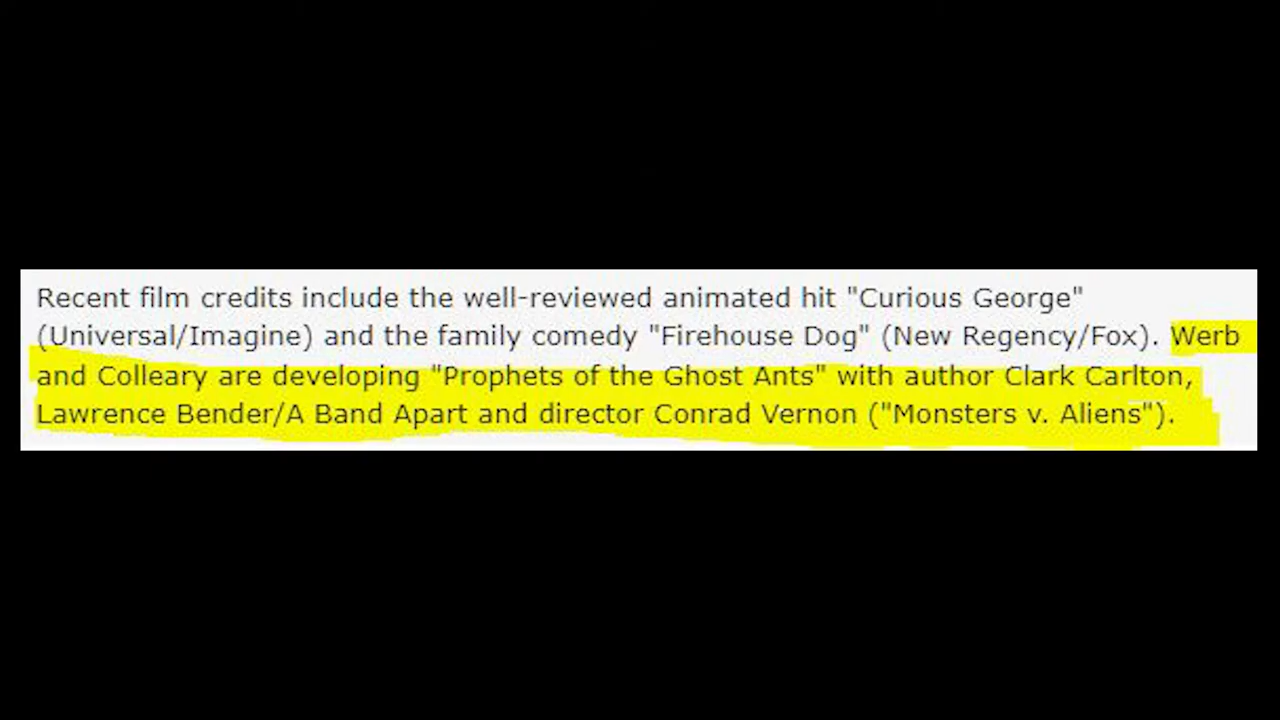 Recent film credits include the well-reviewed animated hit "Curious George"
(Universal/Imagine) and the family comedy "Firehouse Dog" (New Regency/Fox). Werb
and Colleary are developing "Prophets of the Ghost Ants" with author Clark Carlton,
Lawrence Bender/A Band Apart and director Conrad Vernon ("Monsters v. Aliens").